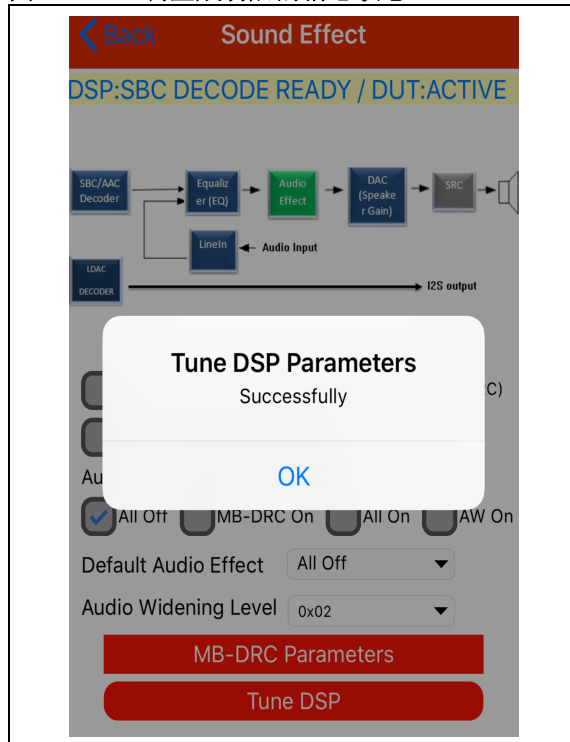 Back
Sound Effect
DSP:SBC DECODE READY / DUT:ACTIVE
SBC/AAC
Decoder
Equaliz
er (EQ)
Audio
Effect
DAC
(Speake
r Gain)
SRC
LineIn
Audio Input
LDAC
DECODER
I2S output
Tune DSP Parameters
Successfully
C)
OK
Au
All Off
MB-DRC On
All On
AW On
Default Audio Effect
All Off
Audio Widening Level
0x02
MB-DRC Parameters
Tune DSP